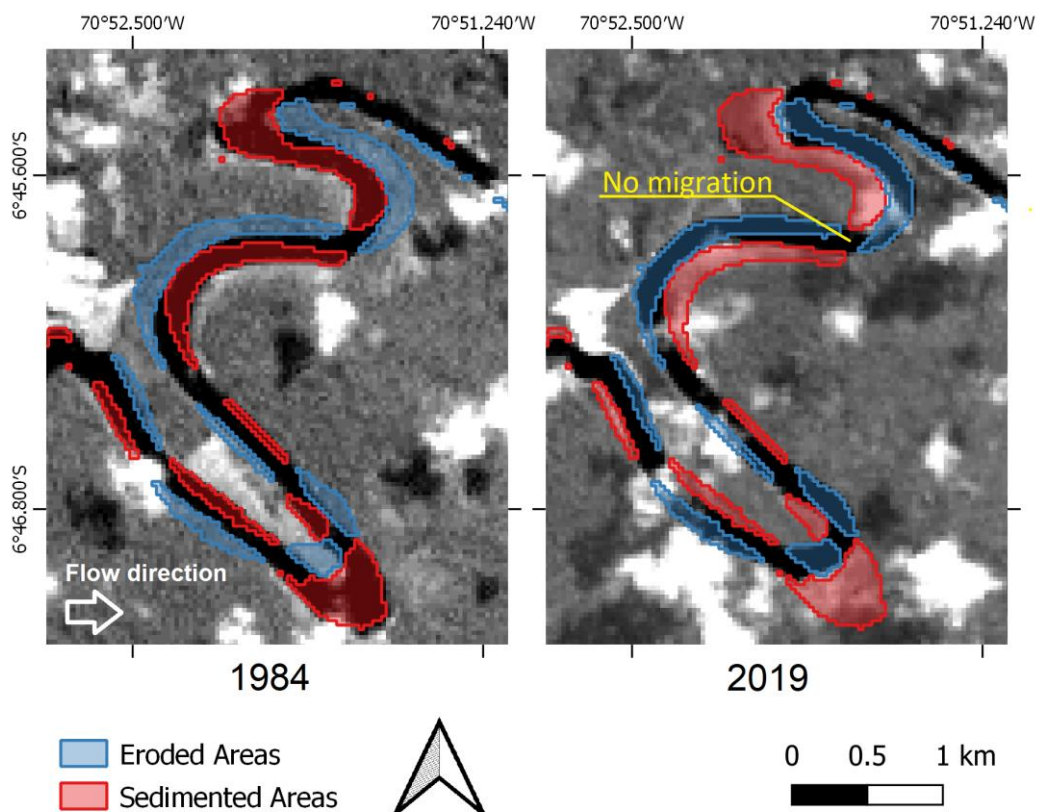 70°52.500'W 70°51.240'W 70°52.500'W 70°51.240'W
6°45.600'S
No migration
6°46.800'S
Flow direction
1984 2019
Eroded Areas
Sedimented Areas
0 0.5 1 km